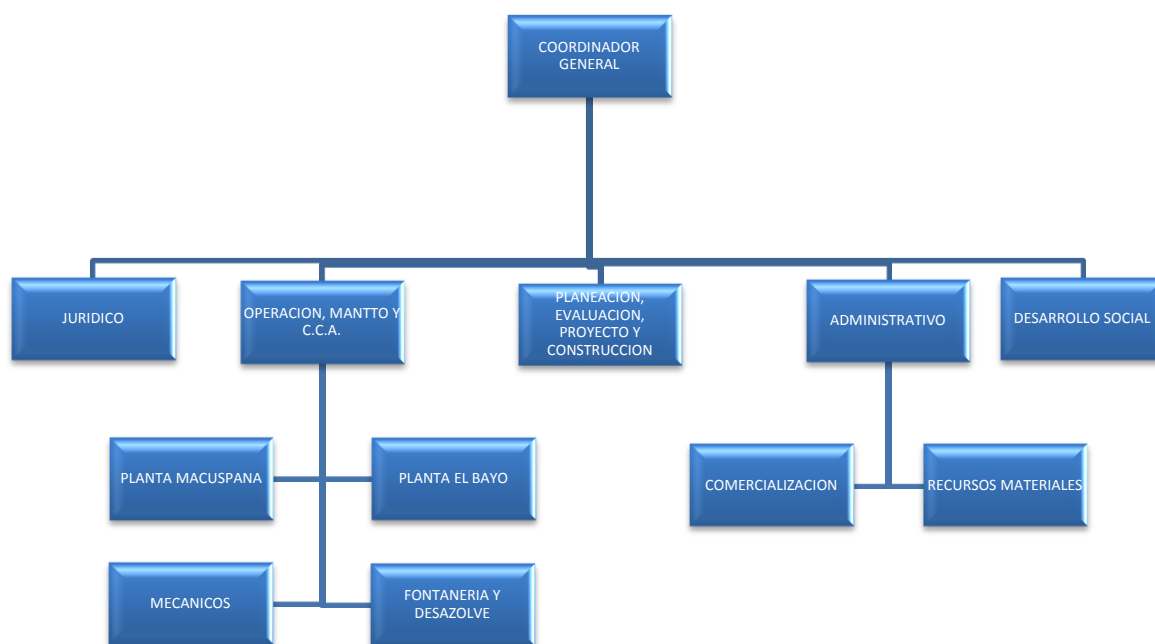 COORDINADOR
GENERAL
JURIDICO
OPERACION, MANTTO Y
C.C.A.
PLANEACION,
EVALUACION,
PROYECTO Y
CONSTRUCCION
ADMINISTRATIVO
DESARROLLO SOCIAL
PLANTA MACUSPANA
PLANTA EL BAYO
COMERCIALIZACION
RECURSOS MATERIALES
MECANICOS
FONTANERIA Y
DESAZOLVE